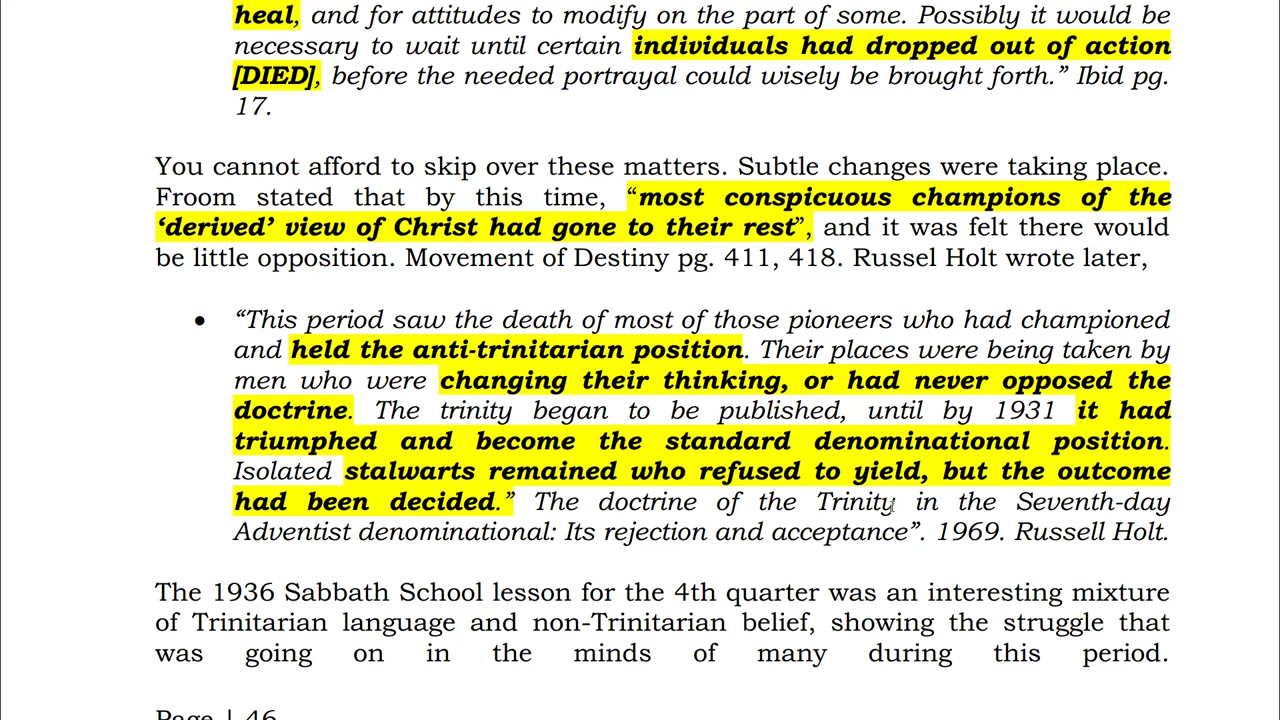 heal, and for attitudes to modify on the part of some. Possibly it would be
necessary to wait until certain individuals had dropped out of action
[DIED], before the needed portrayal could wisely be brought forth.” Ibid pg.
17.
You cannot afford to skip over these matters. Subtle changes were taking place.
Froom stated that by this time, “most conspicuous champions of the
‘derived’ view of Christ had gone to their rest”, and it was felt there would
be little opposition. Movement of Destiny pg. 411, 418. Russel Holt wrote later,
• “This period saw the death of most of those pioneers who had championed
and held the anti-trinitarian position. Their places were being taken by
men who were changing their thinking, or had never opposed the
doctrine. The trinity began to be published, until by 1931 it had
triumphed and become the standard denominational position.
Isolated stalwarts remained who refused to yield, but the outcome
had been decided.” The doctrine of the Trinity in the Seventh-day
Adventist denominational: Its rejection and acceptance”. 1969. Russell Holt.
The 1936 Sabbath School lesson for the 4th quarter was an interesting mixture
of Trinitarian language and non-Trinitarian belief, showing the struggle that
was going on in the minds of many during this period.
Page | 46